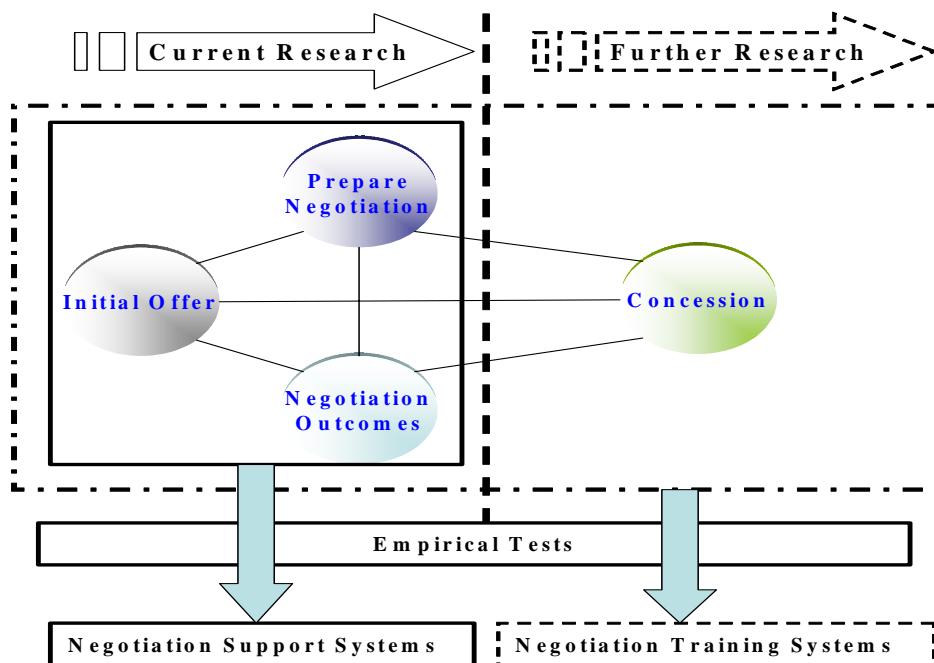 Current Research
Further Research
Prepare
Negotiation
Initial Offer
Concession
Negotiation
Outcomes
Empirical Tests
Negotiation Support Systems
Negotiation Training Systems